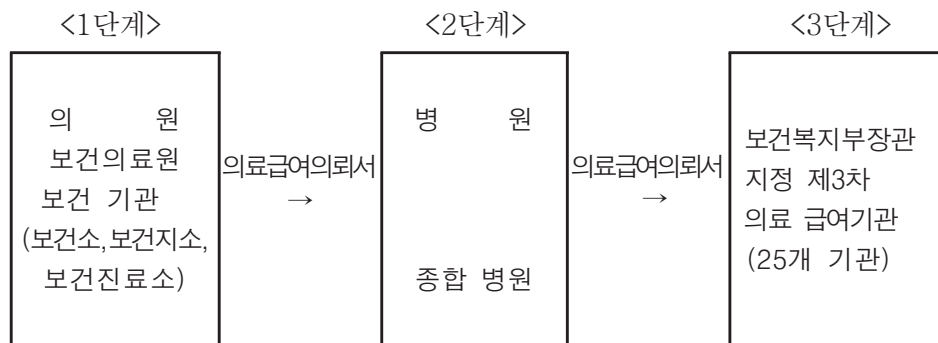 <1단계>
의 원
보건의료원
보건 기관
(보건소,보건지소,
보건진료소)
의료급여의뢰서
→
<2단계>
병 원
종합 병원
의료급여의뢰서
→
<3단계>
보건복지부장관
지정 제3차
의료 급여기관
(25개 기관)